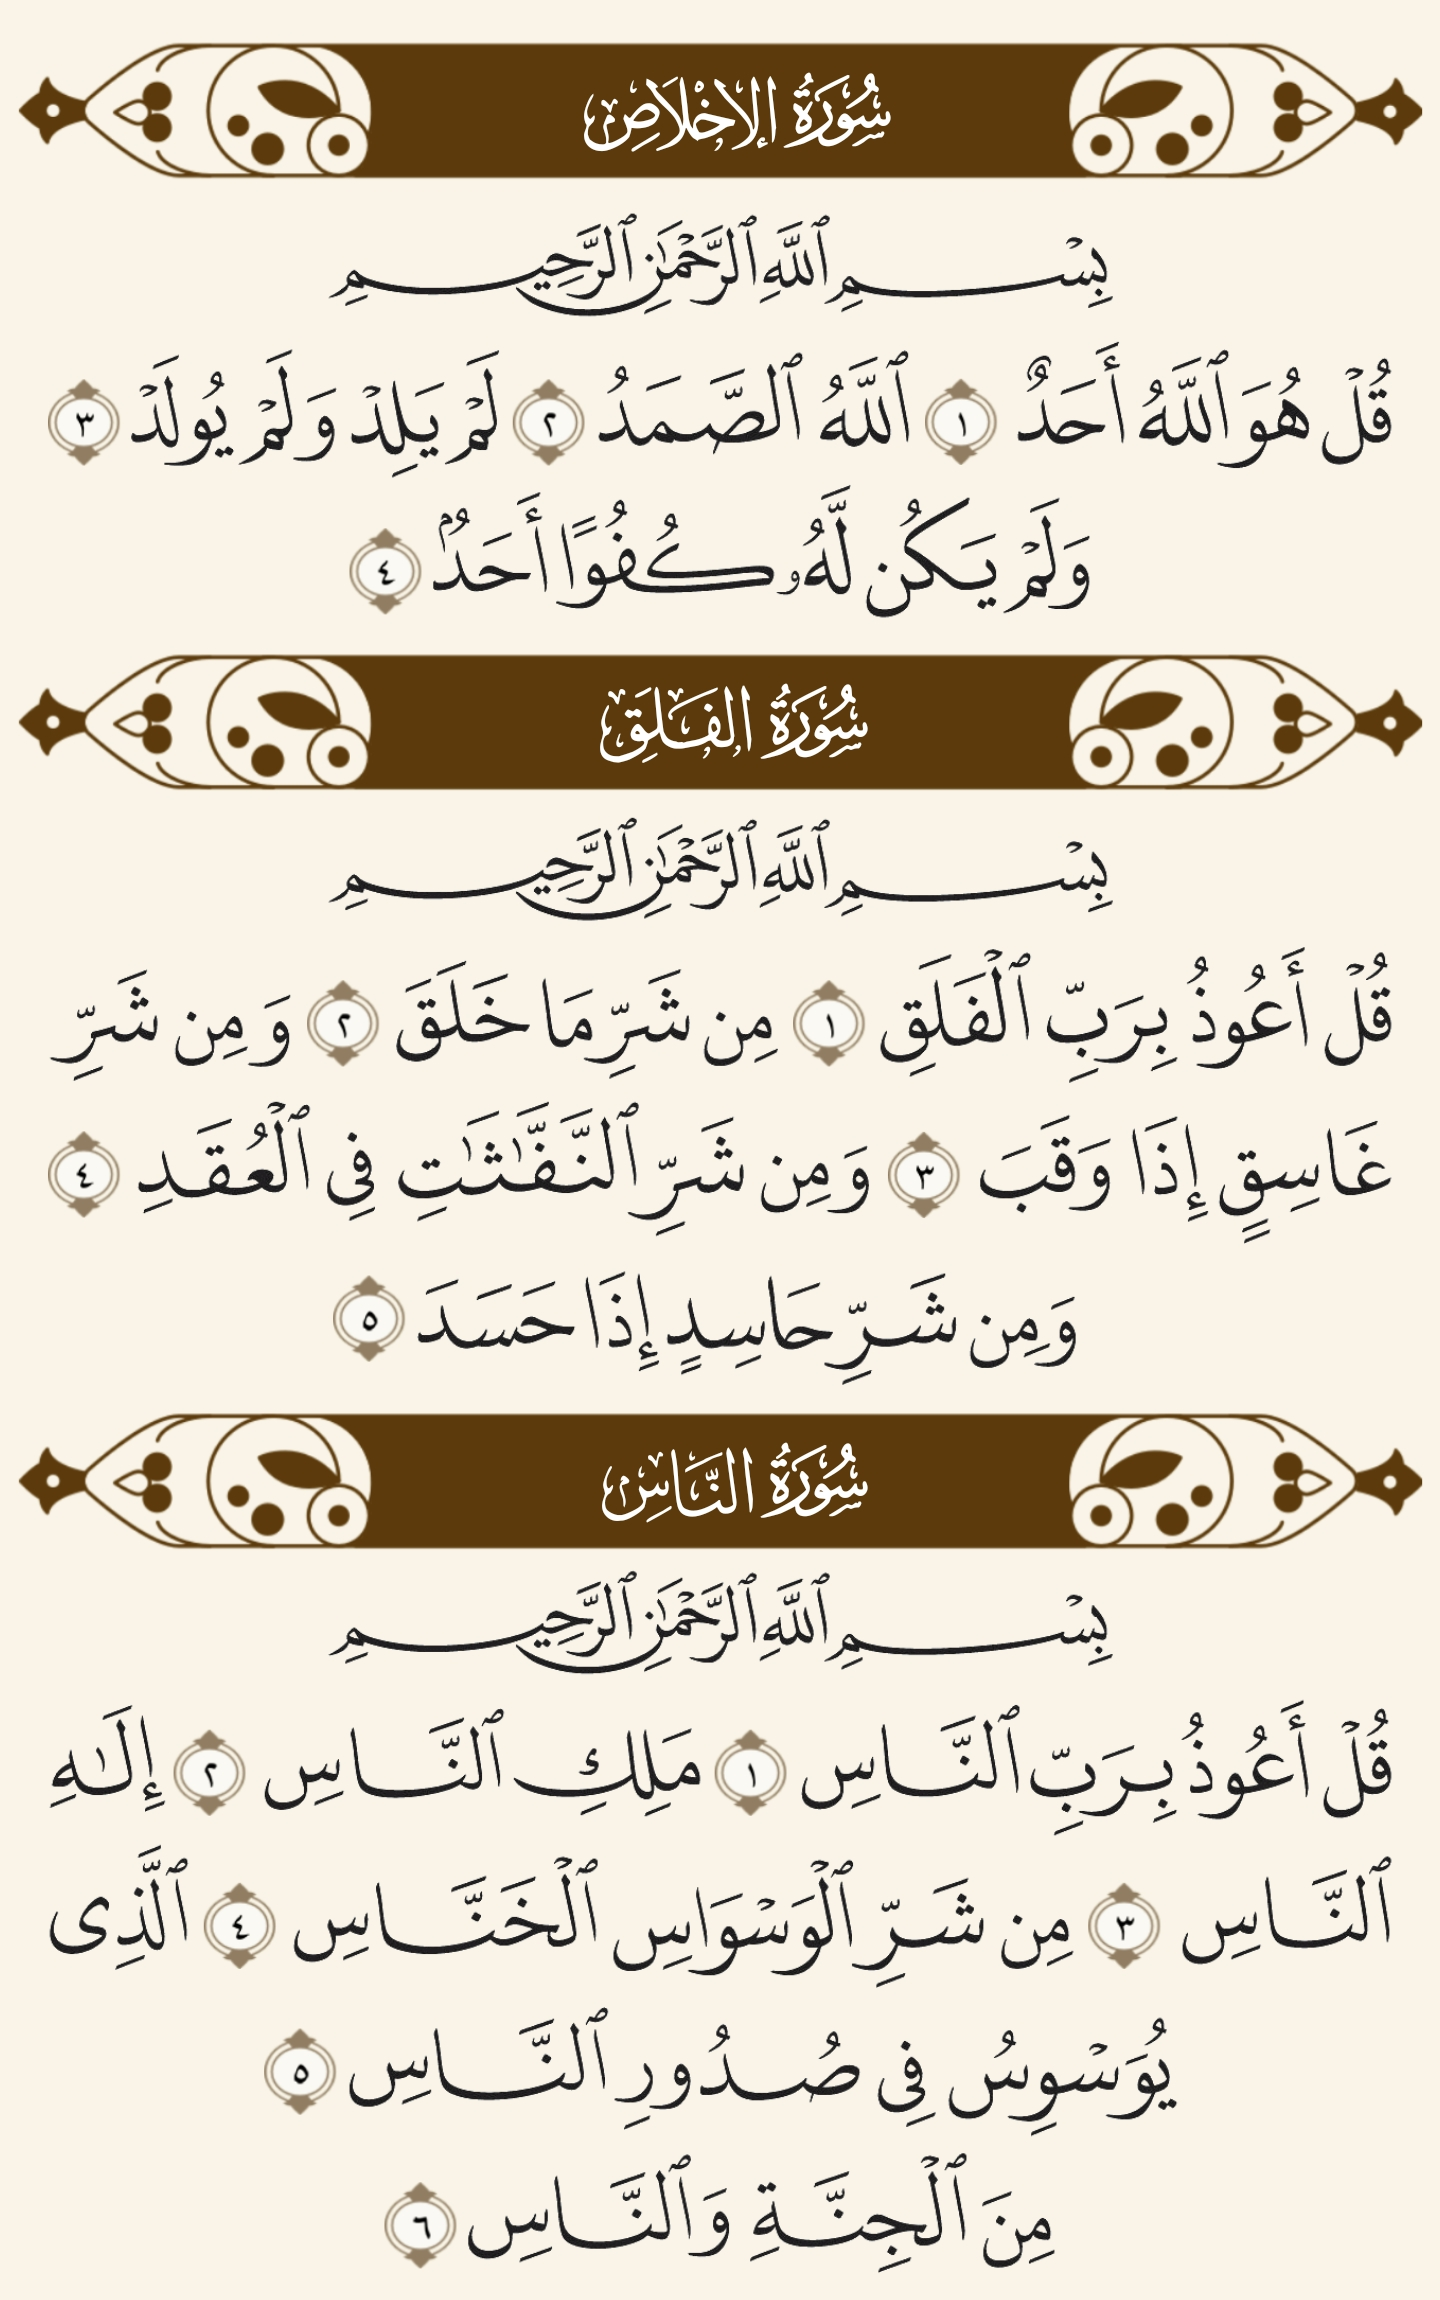 سُورَةُ الإِخْلَاصِ
بِسْمِ ٱللَّهِ ٱلرَّحْمَٰنِ ٱلرَّحِيمِ
قُلْ هُوَ ٱللَّهُ أَحَدٌ ١ ٱللَّهُ ٱلصَّمَدُ ٢ لَمْ يَلِدْ وَلَمْ يُولَدْ ٣
وَلَمْ يَكُن لَّهُۥ كُفُوًا أَحَدٌۢ ٤
سُورَةُ الفَلَقِ
بِسْمِ ٱللَّهِ ٱلرَّحْمَٰنِ ٱلرَّحِيمِ
قُلْ أَعُوذُ بِرَبِّ ٱلْفَلَقِ ١ مِن شَرِّ مَا خَلَقَ ٢ وَمِن شَرِّ
غَاسِقٍ إِذَا وَقَبَ ٣ وَمِن شَرِّ ٱلنَّفَّٰثَٰتِ فِى ٱلْعُقَدِ ٤
وَمِن شَرِّ حَاسِدٍ إِذَا حَسَدَ ٥
سُورَةُ النَّاسِ
بِسْمِ ٱللَّهِ ٱلرَّحْمَٰنِ ٱلرَّحِيمِ
قُلْ أَعُوذُ بِرَبِّ ٱلنَّاسِ ١ مَلِكِ ٱلنَّاسِ ٢ إِلَٰهِ
ٱلنَّاسِ ٣ مِن شَرِّ ٱلْوَسْوَاسِ ٱلْخَنَّاسِ ٤ ٱلَّذِى
يُوَسْوِسُ فِى صُدُورِ ٱلنَّاسِ ٥
مِنَ ٱلْجِنَّةِ وَٱلنَّاسِ ٦